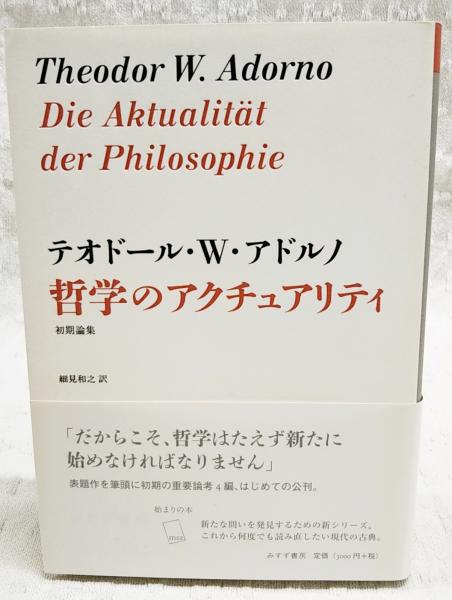 Theodor W. Adorno
Die Aktualität
der Philosophie
テオドール・W・アドルノ
哲学のアクチュアリティ
初期論集
細見和之 訳
「だからこそ、哲学はたえず新たに
始めなければなりません」
表題作を筆頭に初期の重要論考4編、はじめての公刊。
始まりの本
msz
新たな問いを発見するための新シリーズ。
これから何度でも読み直したい現代の古典。
みすず書房 定価 (3000円+税)